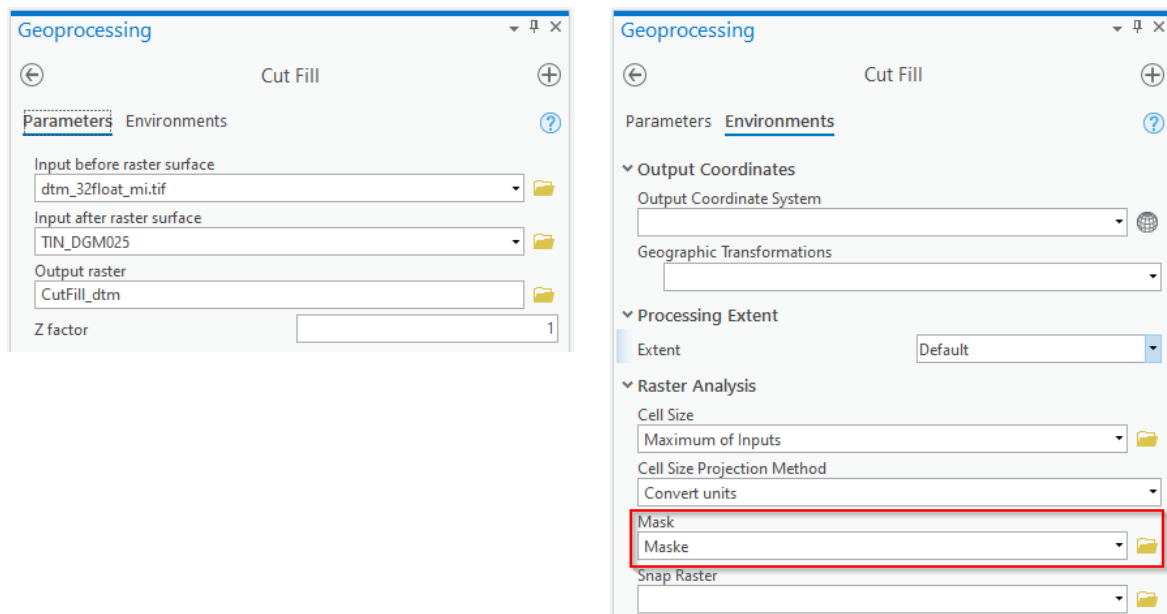 Geoprocessing
Cut Fill
Parameters Environments
Input before raster surface
dtm_32float_mi.tif
Input after raster surface
TIN_DGM025
Output raster
CutFill_dtm
Z factor 1
Geoprocessing
Cut Fill
Parameters Environments
Output Coordinates
Output Coordinate System
Geographic Transformations
Processing Extent
Extent Default
Raster Analysis
Cell Size
Maximum of Inputs
Cell Size Projection Method
Convert units
Mask
Maske
Snap Raster